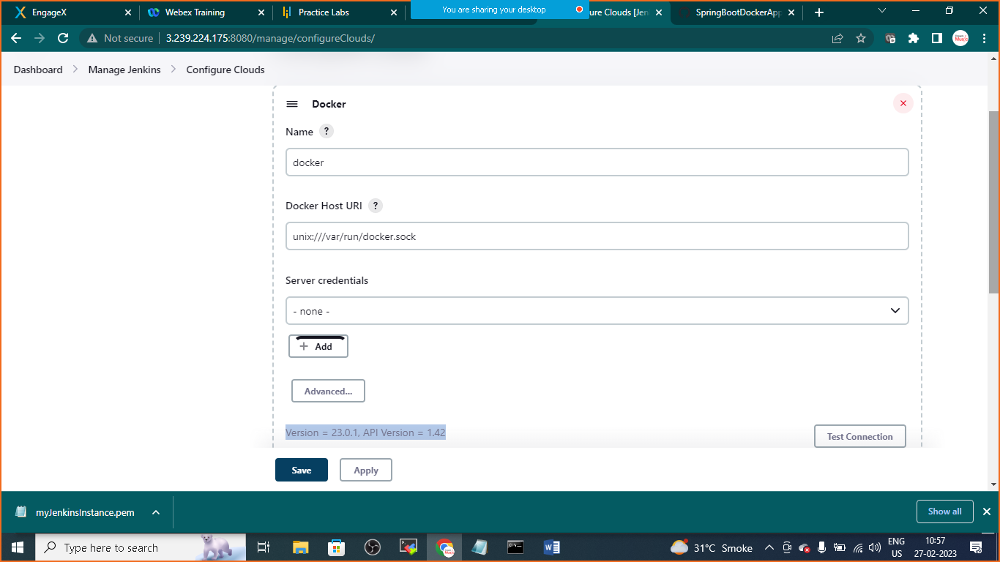 EngageX
Webex Training
Practice Labs
You are sharing your desktop
ure Clouds [Jen
SpringBootDockerApp
Not secure
3.239.224.175:8080/manage/configureClouds/
Dashboard
Manage Jenkins
Configure Clouds
Docker
Name ?
docker
Docker Host URI ?
unix:///var/run/docker.sock
Server credentials
- none -
+ Add
Advanced...
Version = 23.0.1, API Version = 1.42
Test Connection
Save
Apply
myJenkinsInstance.pem
Show all
Type here to search
31°C Smoke
ENG
US
10:57
27-02-2023